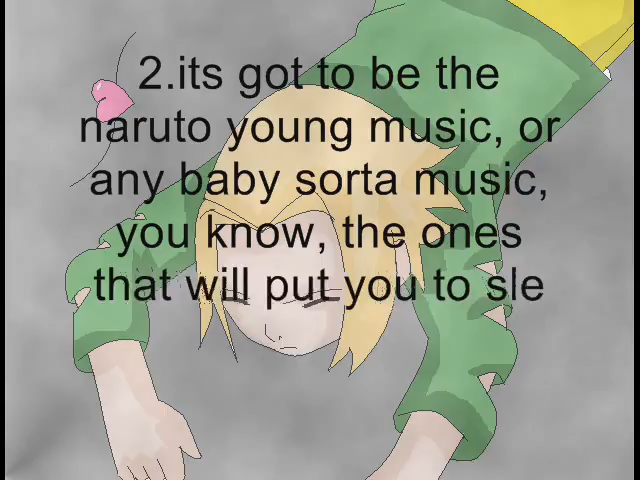 2.its got to be the
naruto young music, or
any baby sorta music,
you know, the ones
that will put you to sle